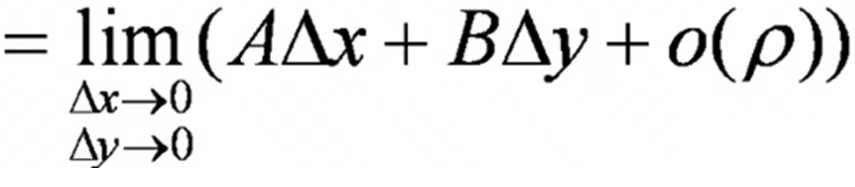 = lim (AΔx + BΔy + o(ρ))
Δx→0
Δy→0